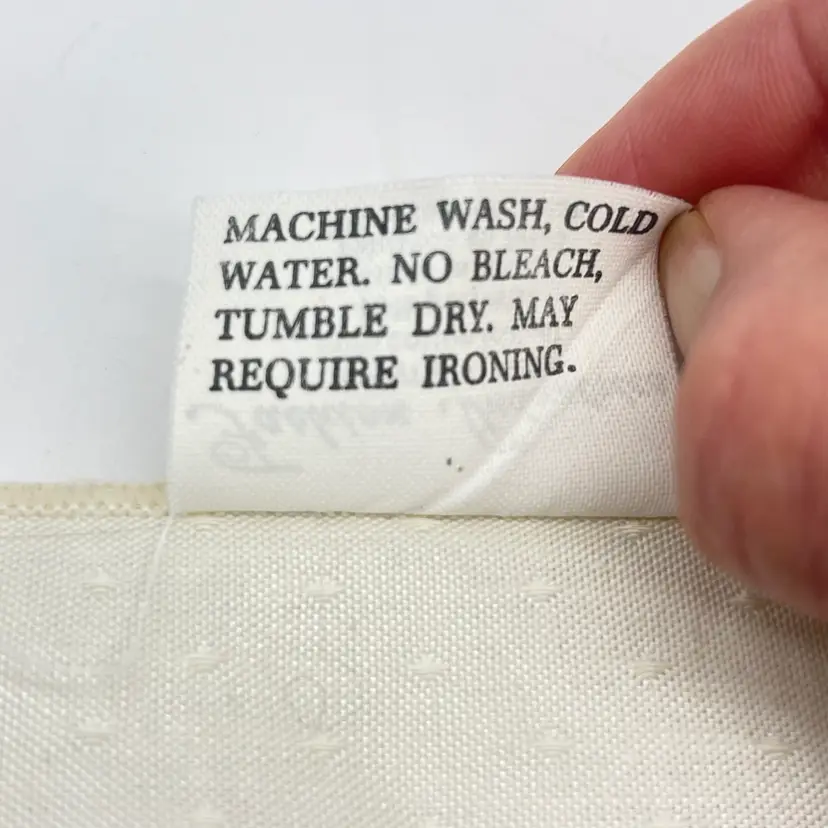 MACHINE WASH, COLD
WATER. NO BLEACH,
TUMBLE DRY. MAY
REQUIRE IRONING.